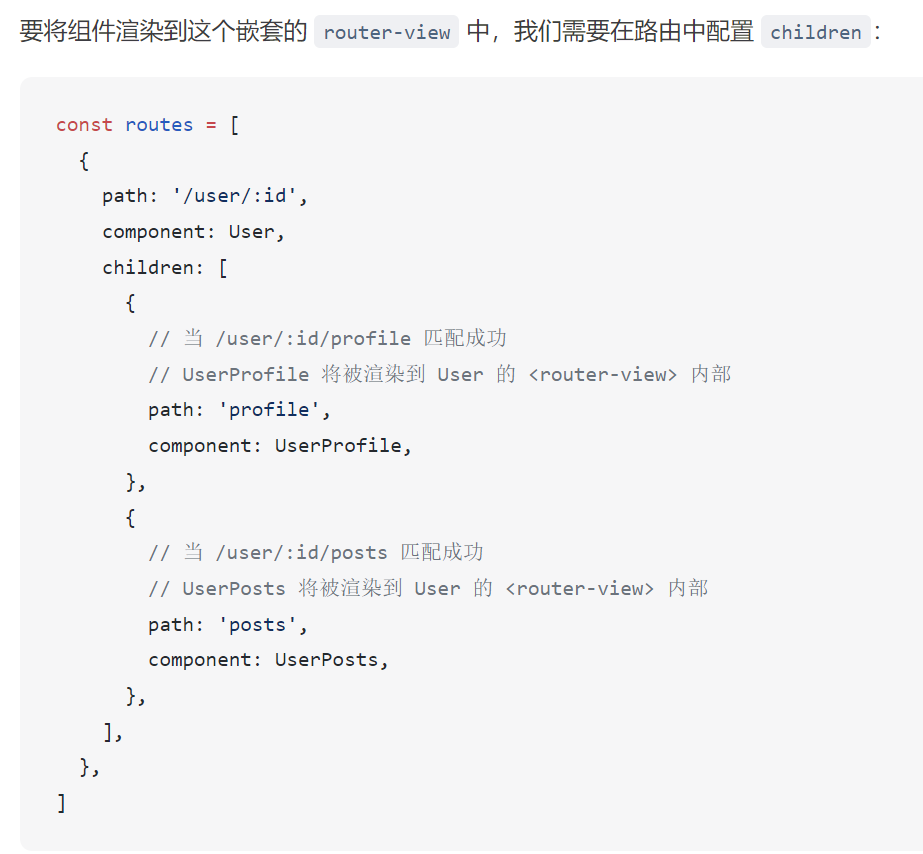 要将组件渲染到这个嵌套的 router-view 中，我们需要在路由中配置 children：
const routes = [
  {
    path: '/user/:id',
    component: User,
    children: [
      {
        // 当 /user/:id/profile 匹配成功
        // UserProfile 将被渲染到 User 的 <router-view> 内部
        path: 'profile',
        component: UserProfile,
      },
      {
        // 当 /user/:id/posts 匹配成功
        // UserPosts 将被渲染到 User 的 <router-view> 内部
        path: 'posts',
        component: UserPosts,
      },
    ],
  },
]